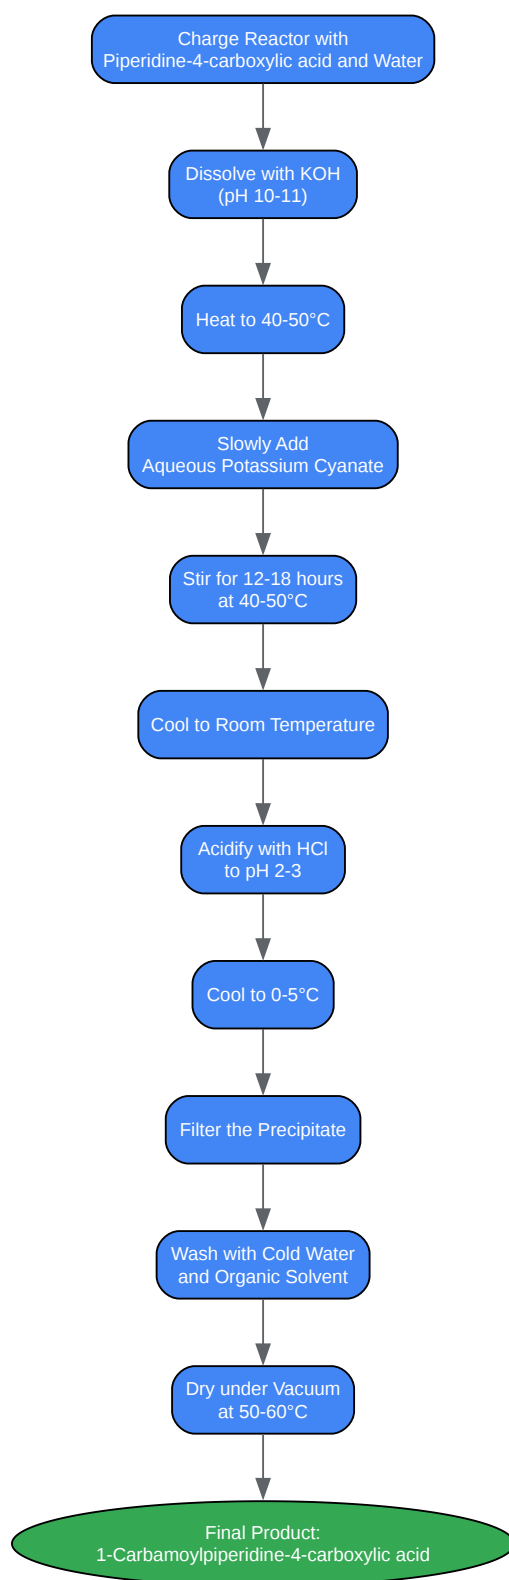 Charge Reactor with
Piperidine-4-carboxylic acid and Water
Dissolve with KOH
(pH 10-11)
Heat to 40-50°C
Slowly Add
Aqueous Potassium Cyanate
Stir for 12-18 hours
at 40-50°C
Cool to Room Temperature
Acidify with HCl
to pH 2-3
Cool to 0-5°C
Filter the Precipitate
Wash with Cold Water
and Organic Solvent
Dry under Vacuum
at 50-60°C
Final Product:
1-Carbamoylpiperidine-4-carboxylic acid